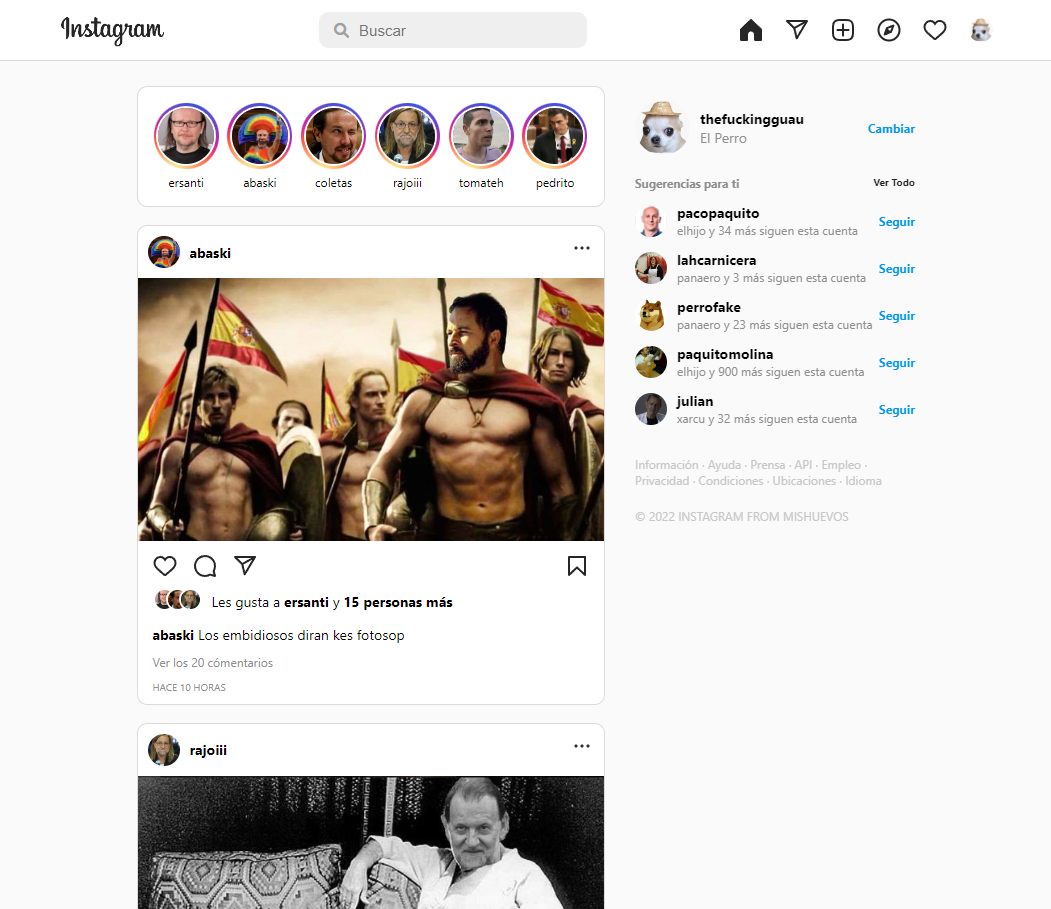 Instagram
Buscar
ersanti abaski coletas rajoiii tomateh pedrito
thefuckingguau
El Perro
Cambiar
Sugerencias para ti
Ver Todo
pacopaquito
elhijo y 34 más siguen esta cuenta
Seguir
lahcarnicera
panaero y 3 más siguen esta cuenta
Seguir
perrofake
panaero y 23 más siguen esta cuenta
Seguir
paquitomolina
elhijo y 900 más siguen esta cuenta
Seguir
julian
xarcu y 32 más siguen esta cuenta
Seguir
Información · Ayuda · Prensa · API · Empleo ·
Privacidad · Condiciones · Ubicaciones · Idioma
© 2022 INSTAGRAM FROM MISHUEVOS
abaski
Les gusta a ersanti y 15 personas más
abaski Los embidiosos diran kes fotosop
Ver los 20 cómentarios
HACE 10 HORAS
rajoiii